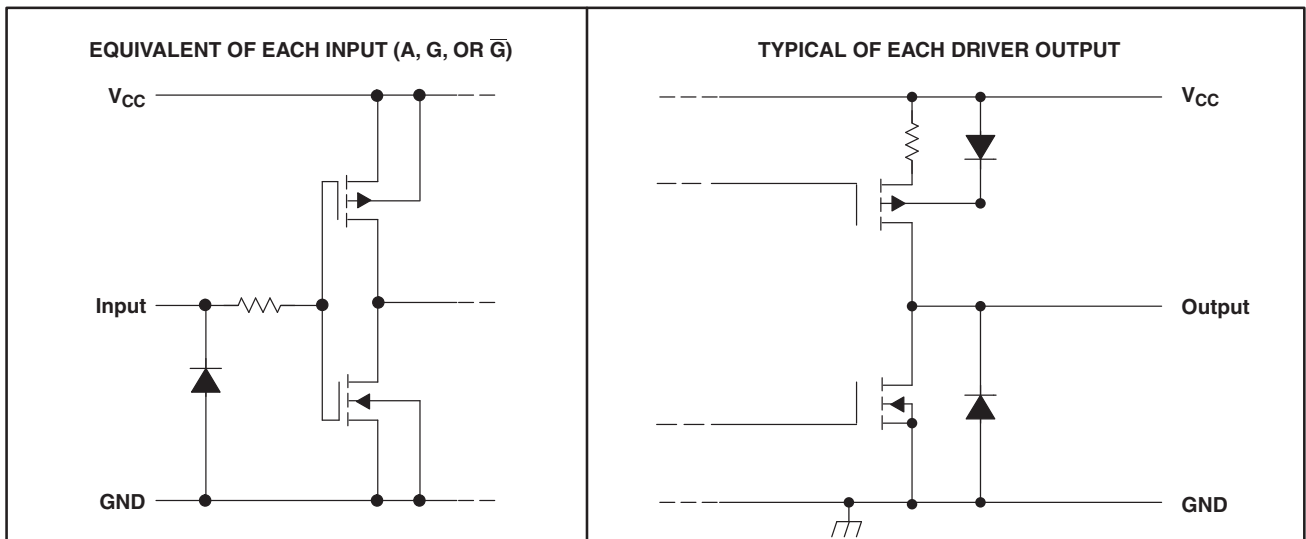 EQUIVALENT OF EACH INPUT (A, G, OR G̅)
VCC
Input
GND
TYPICAL OF EACH DRIVER OUTPUT
VCC
Output
GND